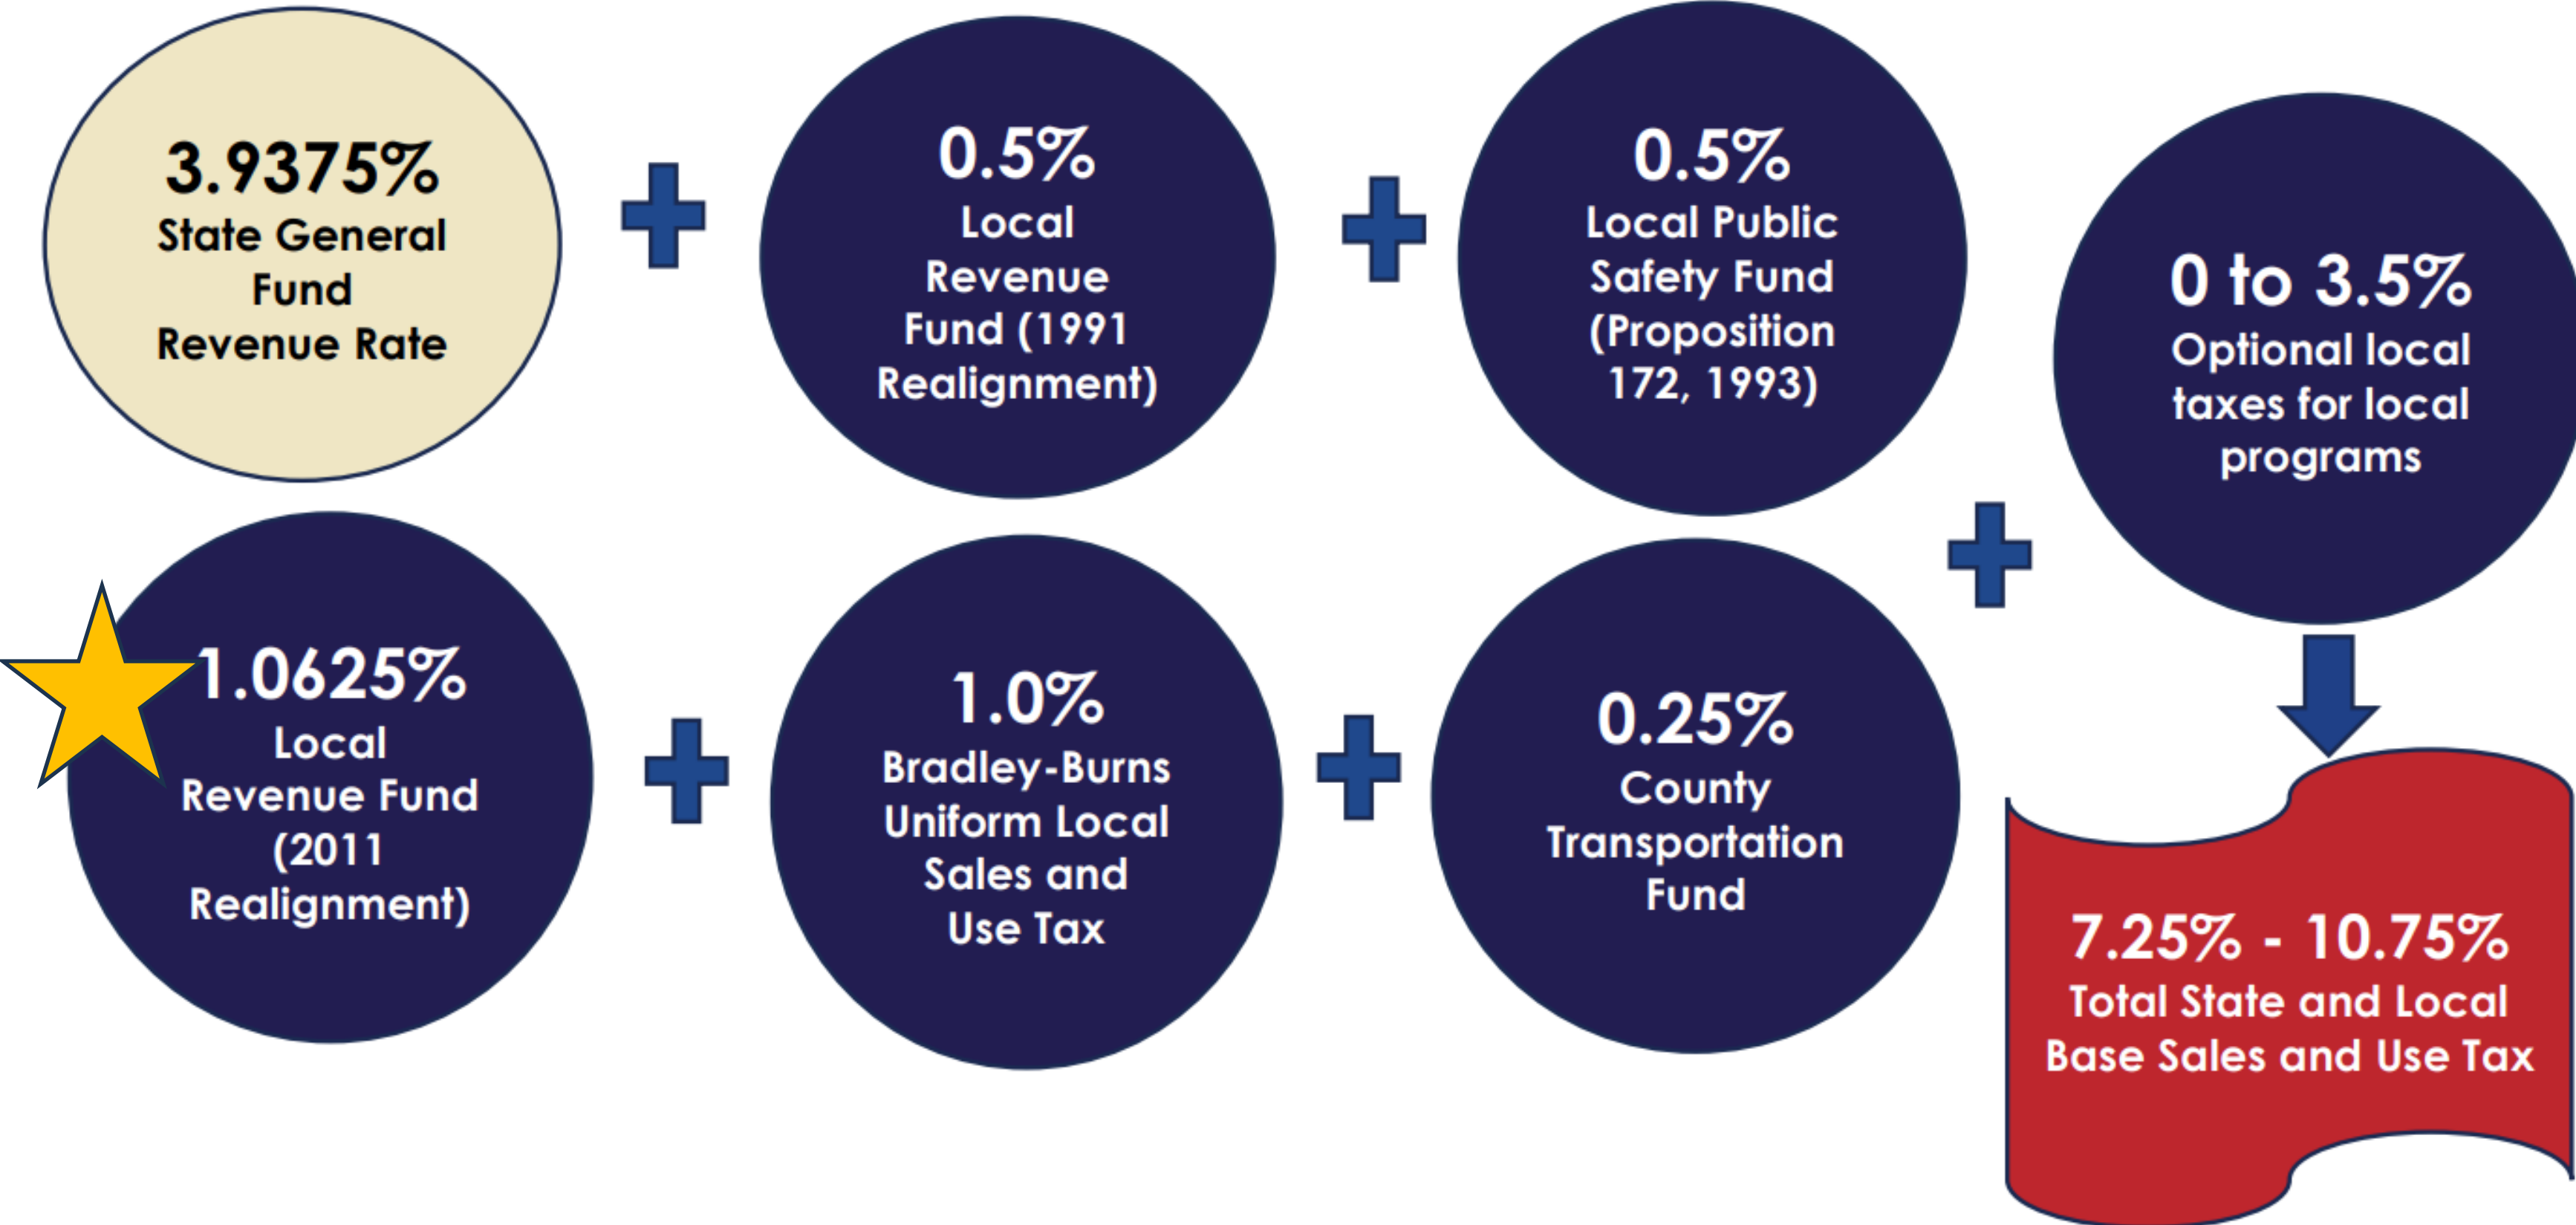 3.9375%
State General
Fund
Revenue Rate
0.5%
Local
Revenue
Fund (1991
Realignment)
0.5%
Local Public
Safety Fund
(Proposition
172, 1993)
0 to 3.5%
Optional local
taxes for local
programs
1.0625%
Local
Revenue Fund
(2011
Realignment)
1.0%
Bradley-Burns
Uniform Local
Sales and
Use Tax
0.25%
County
Transportation
Fund
7.25% - 10.75%
Total State and Local
Base Sales and Use Tax